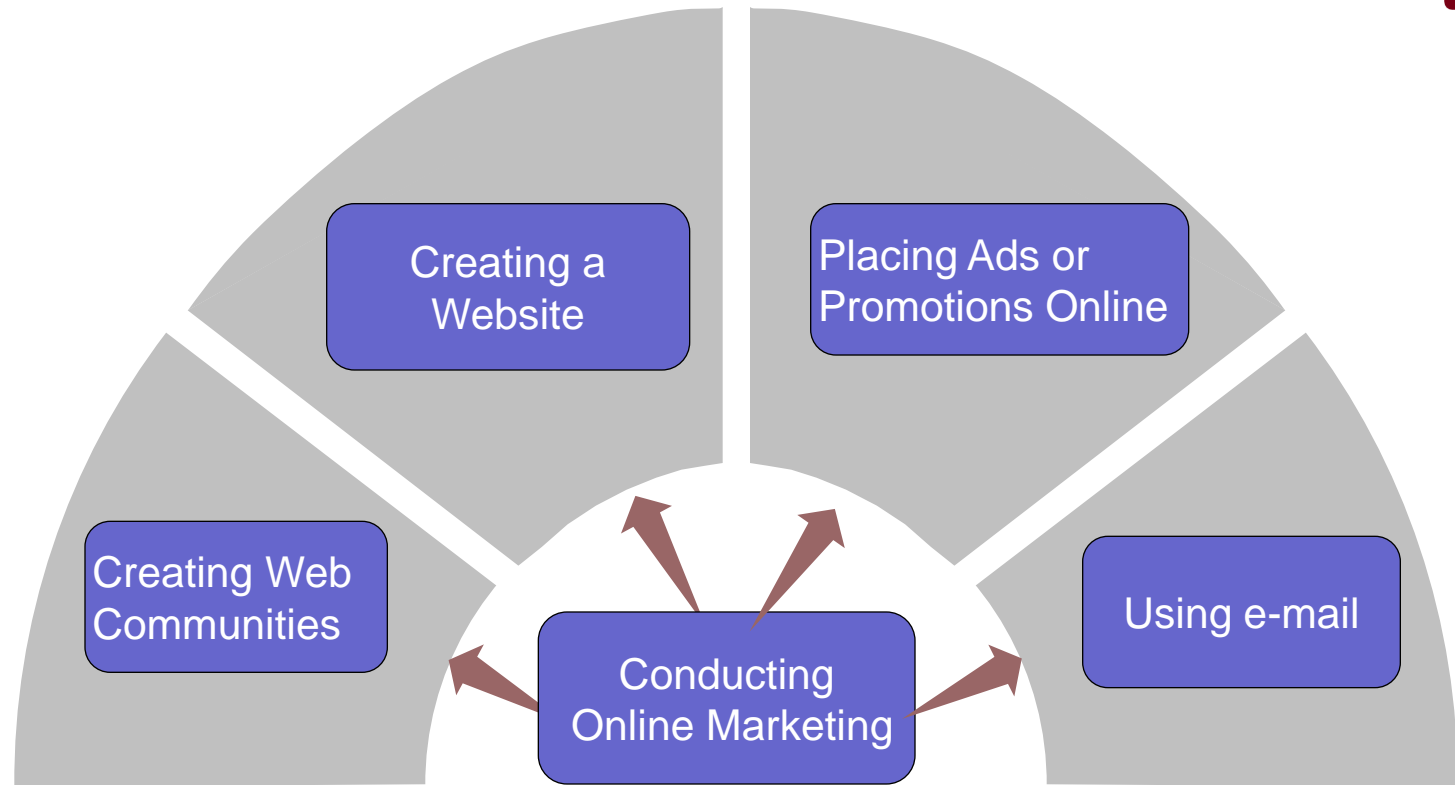 Creating a
Website
Placing Ads or
Promotions Online
Creating Web
Communities
Using e-mail
Conducting
Online Marketing